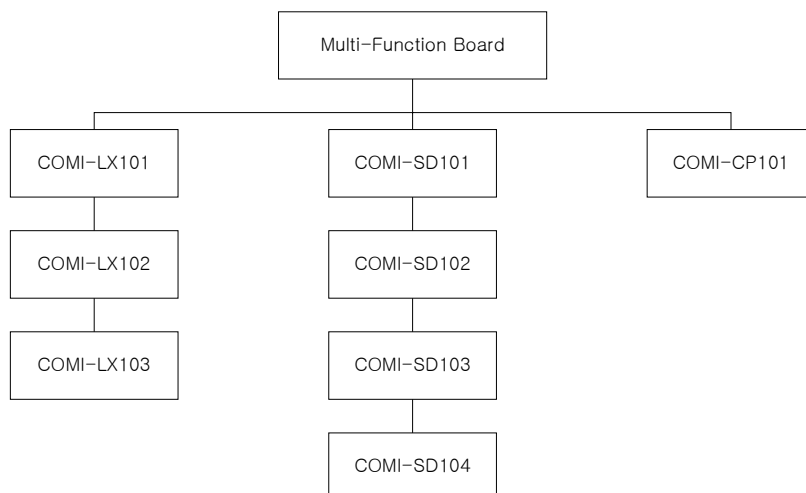 Multi-Function Board
COMI-LX101
COMI-SD101
COMI-CP101
COMI-LX102
COMI-SD102
COMI-LX103
COMI-SD103
COMI-SD104